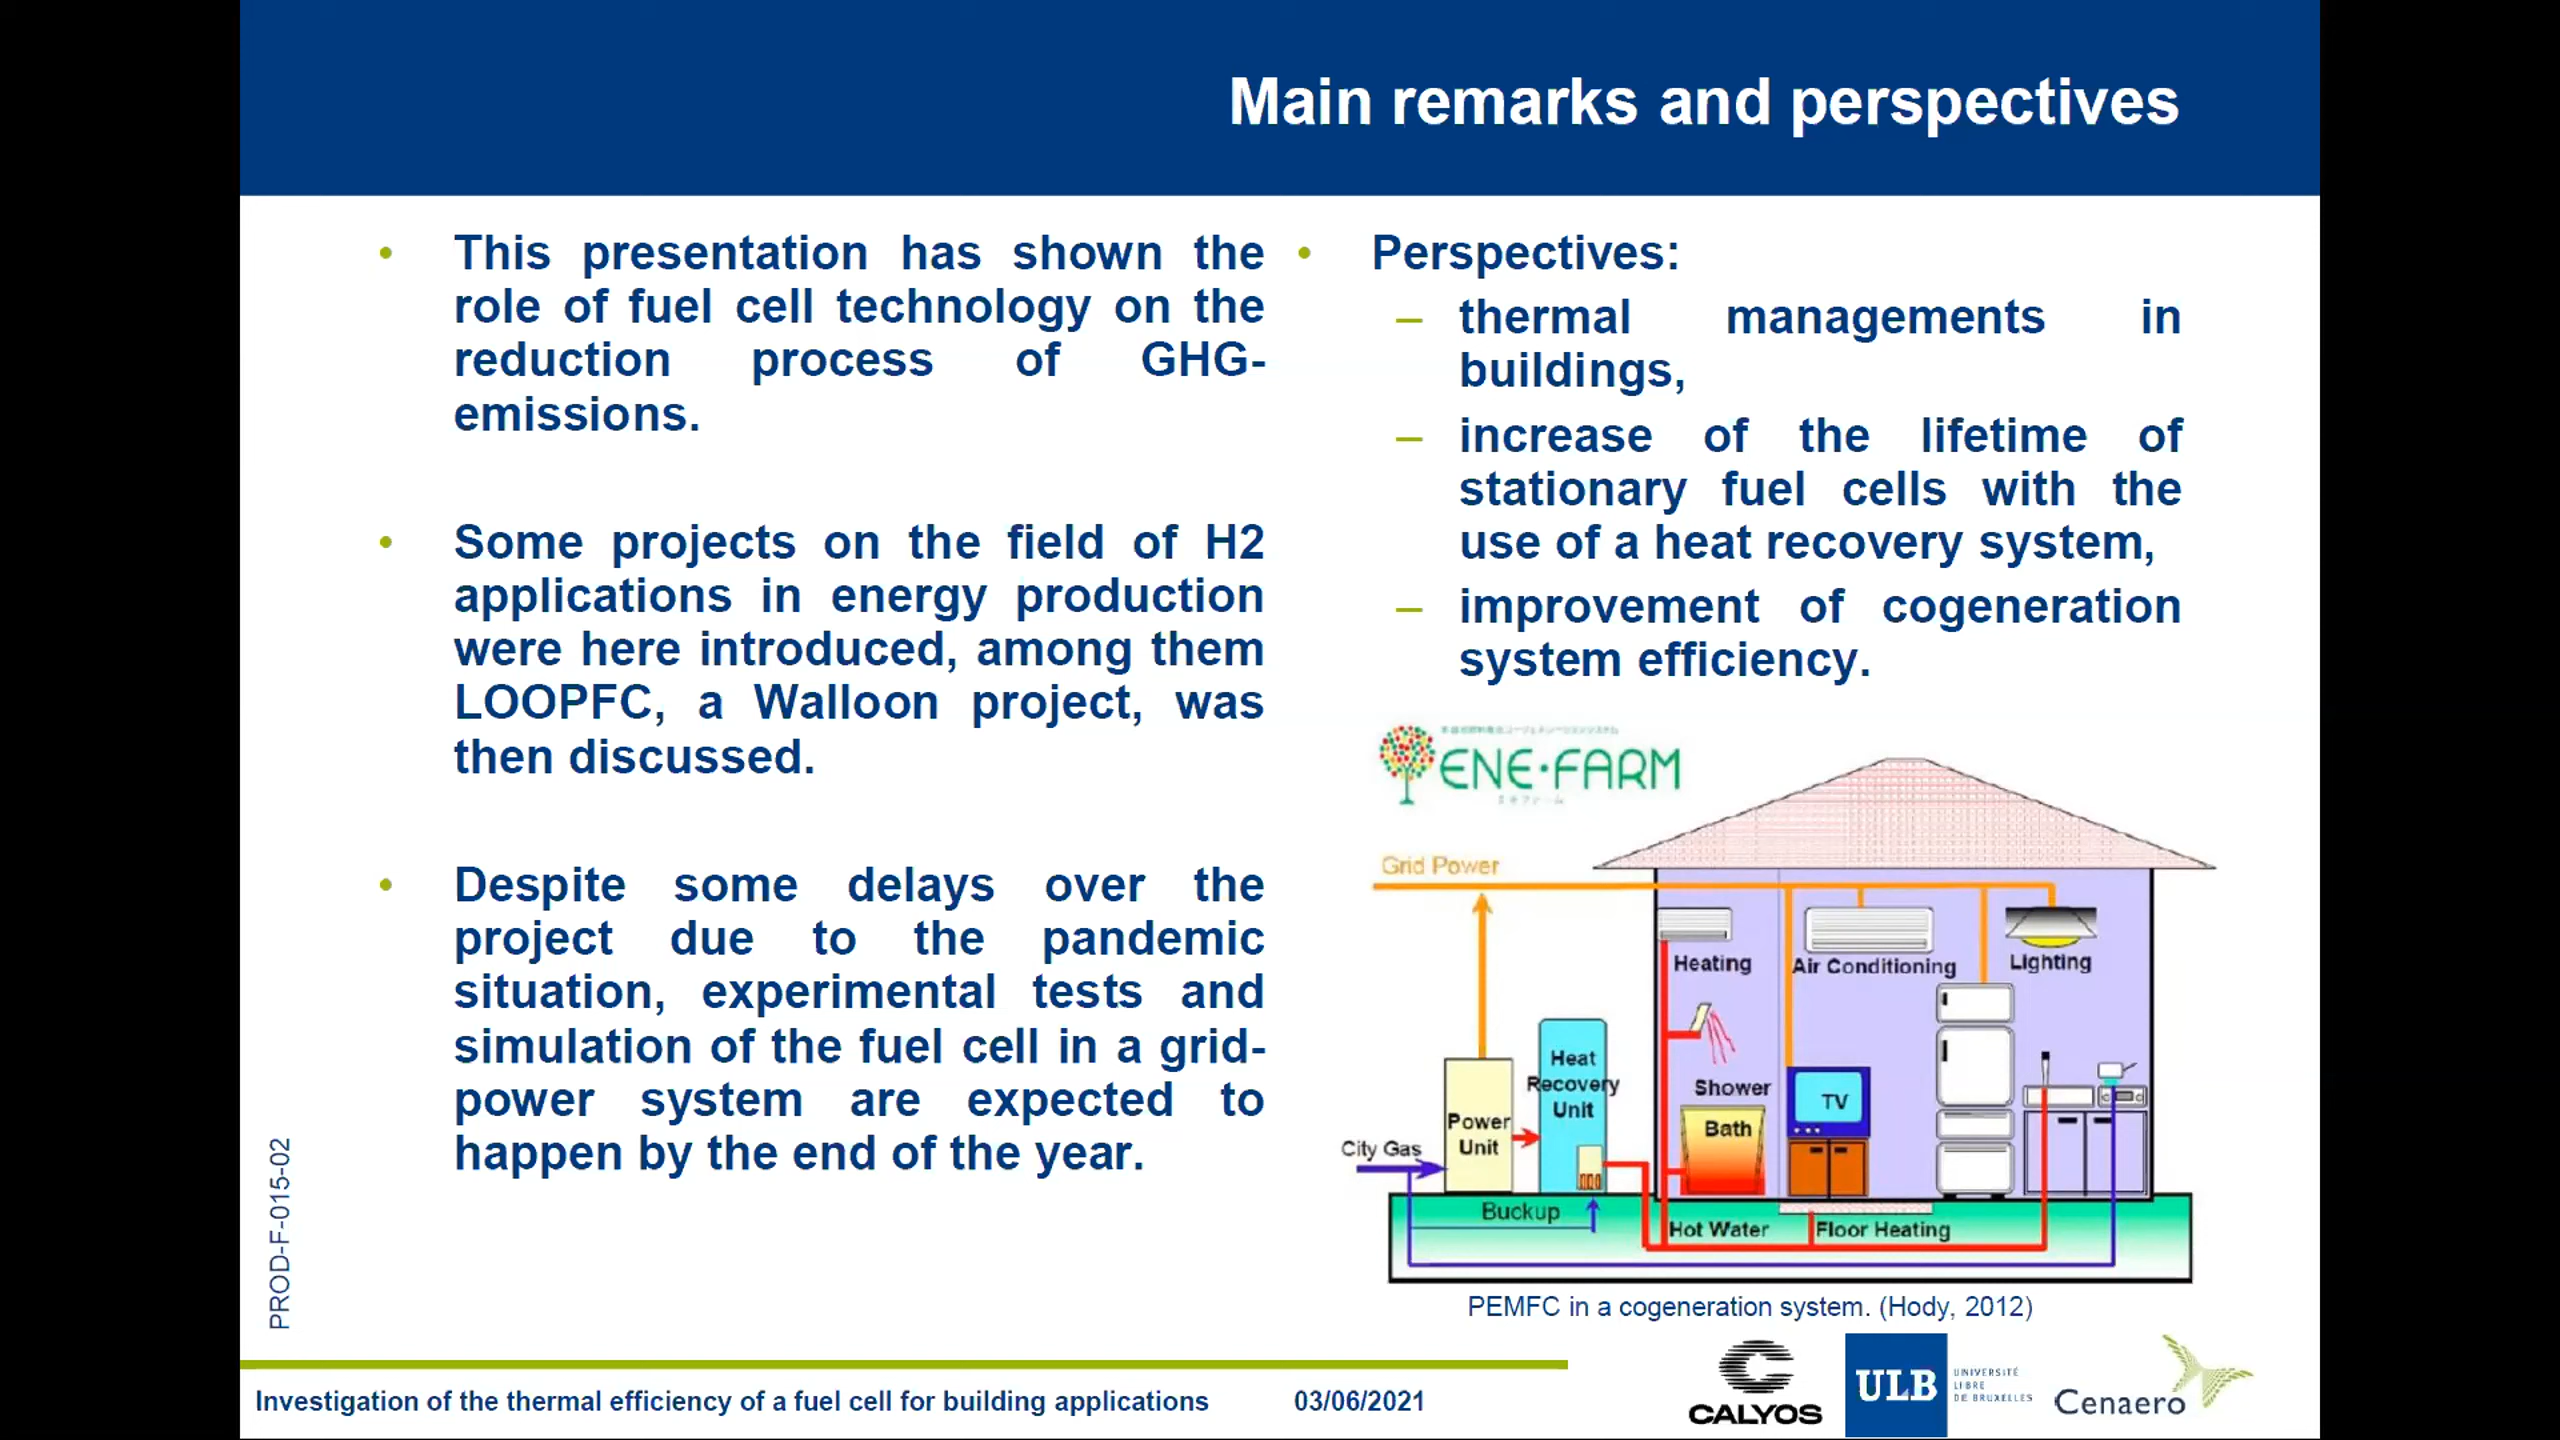 Main remarks and perspectives
• This presentation has shown the
role of fuel cell technology on the
reduction process of GHG-
emissions.
• Some projects on the field of H2
applications in energy production
were here introduced, among them
LOOPFC, a Walloon project, was
then discussed.
• Despite some delays over the
project due to the pandemic
situation, experimental tests and
simulation of the fuel cell in a grid-
power system are expected to
happen by the end of the year.
• Perspectives:
– thermal managements in
buildings,
– increase of the lifetime of
stationary fuel cells with the
use of a heat recovery system,
– improvement of cogeneration
system efficiency.
ENE·FARM
Grid Power
Heating
Air Conditioning
Lighting
Shower
Bath
TV
Heat
Recovery
Unit
Power
Unit
City Gas
Buckup
Hot Water
Floor Heating
PEMFC in a cogeneration system. (Hody, 2012)
PROD-F-015-02
Investigation of the thermal efficiency of a fuel cell for building applications
03/06/2021
CALYOS
ULB
UNIVERSITÉ
LIBRE
DE BRUXELLES
Cenaero